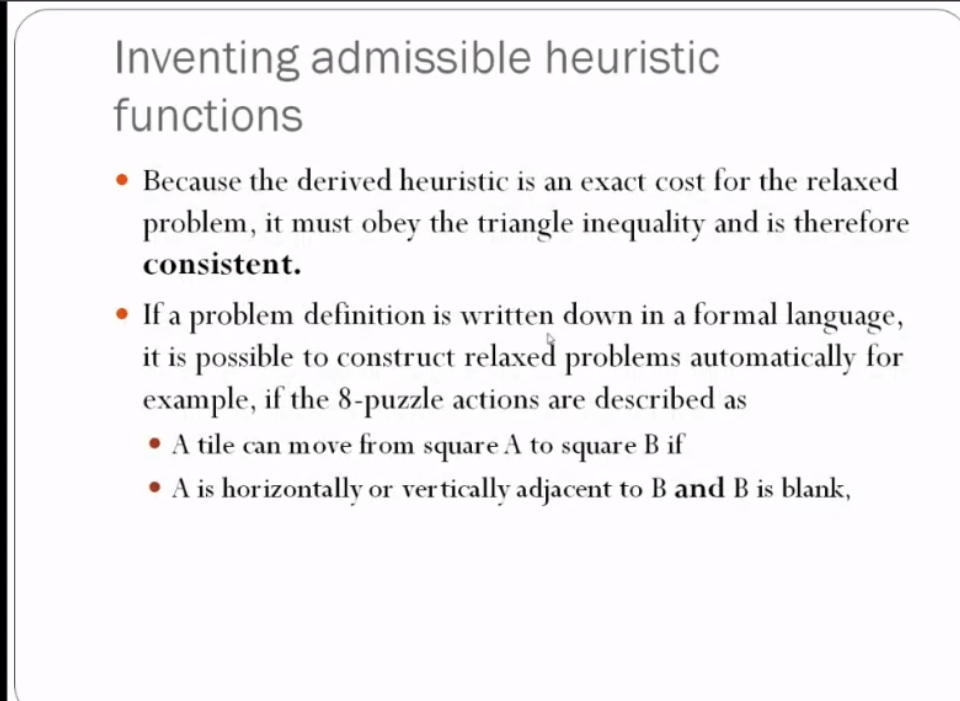 Inventing admissible heuristic
functions
• Because the derived heuristic is an exact cost for the relaxed
problem, it must obey the triangle inequality and is therefore
consistent.
• If a problem definition is written down in a formal language,
it is possible to construct relaxed problems automatically for
example, if the 8-puzzle actions are described as
• A tile can move from square A to square B if
• A is horizontally or vertically adjacent to B and B is blank,